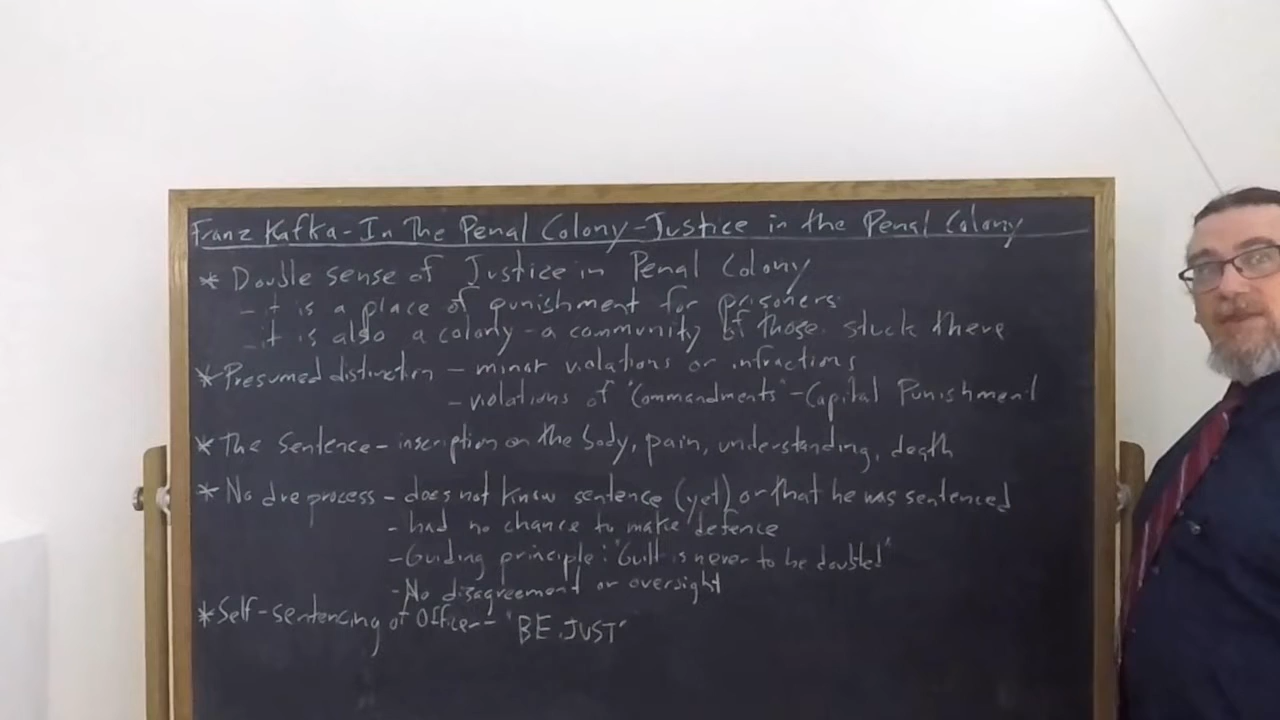 Franz Kafka-In The Penal Colony-Justice in the Penal Colony
* Double sense of Justice in Penal Colony
- it is a place of punishment for prisoners
- it is also a colony - a community of those stuck there
* Presumed distinction - minor violations or infractions
- violations of "Commandments" - Capital Punishment
* The Sentence - inscription on the body, pain, understanding, death
* No due process - does not know sentence (yet) or that he was sentenced
- had no chance to make defence
- Guiding principle: "Guilt is never to be doubted"
- No disagreement or oversight
* Self-sentencing of Officer - "BE JUST"